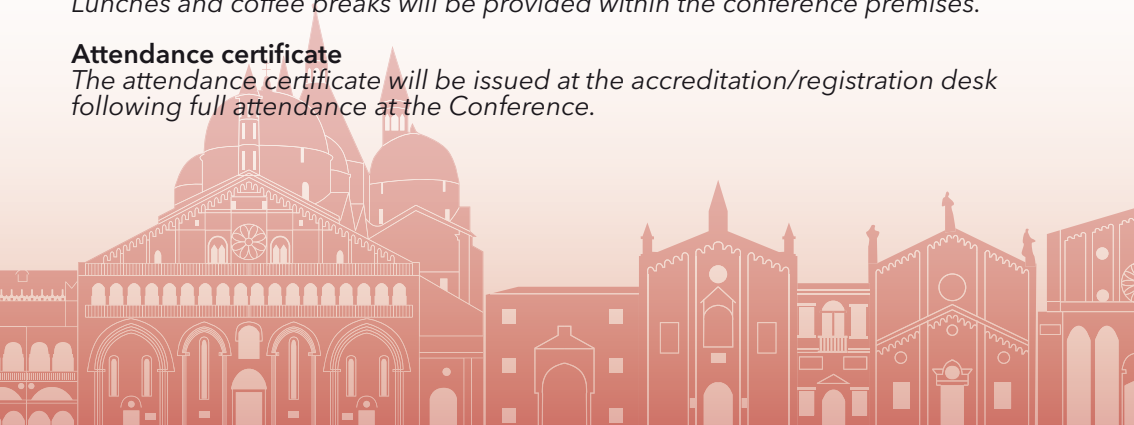 Lunches and coffee breaks will be provided within the conference premises.
Attendance certificate
The attendance certificate will be issued at the accreditation/registration desk
following full attendance at the Conference.